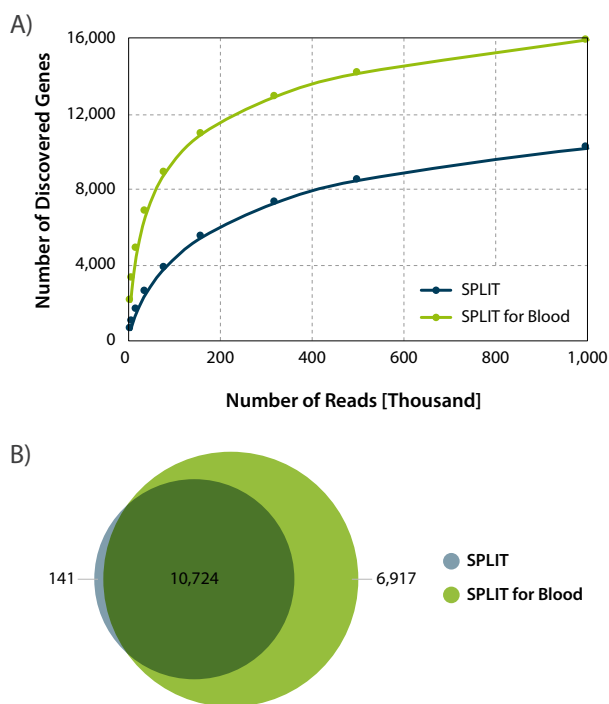 A)
Number of Discovered Genes
16,000
12,000
8,000
4,000
0
SPLIT
SPLIT for Blood
0 200 400 600 800 1,000
Number of Reads [Thousand]
B)
141
10,724
6,917
SPLIT
SPLIT for Blood